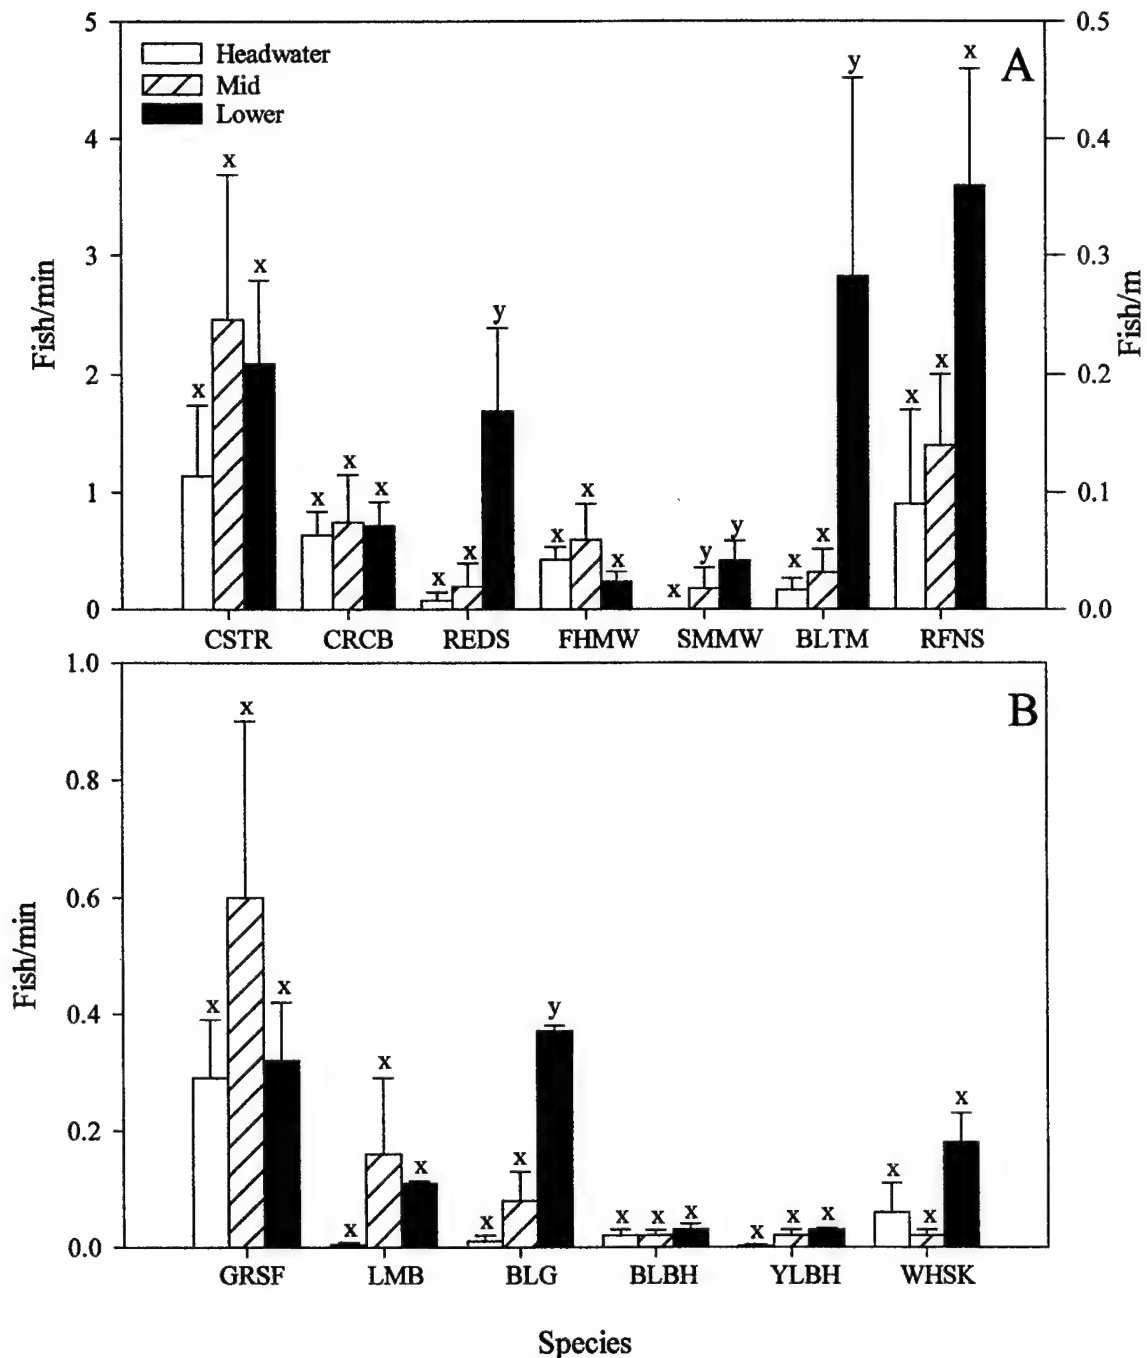 5
0.5
Headwater
Mid
Lower
A
y
x
4
0.4
x
3
0.3
x
y
Fish/min
Fish/m
2
0.2
x
x
x
1
0.1
x
x
x
x
x
x
x
x
x
x
y
y
x
x
0
0.0
CSTR
CRCB
REDS
FHMW
SMMW
BLTM
RFNS
1.0
B
x
0.8
0.6
Fish/min
0.4
x
x
y
x
0.2
x
x
x
x
x
x
x
x
x
x
x
x
x
0.0
GRSF
LMB
BLG
BLBH
YLBH
WHSK
Species